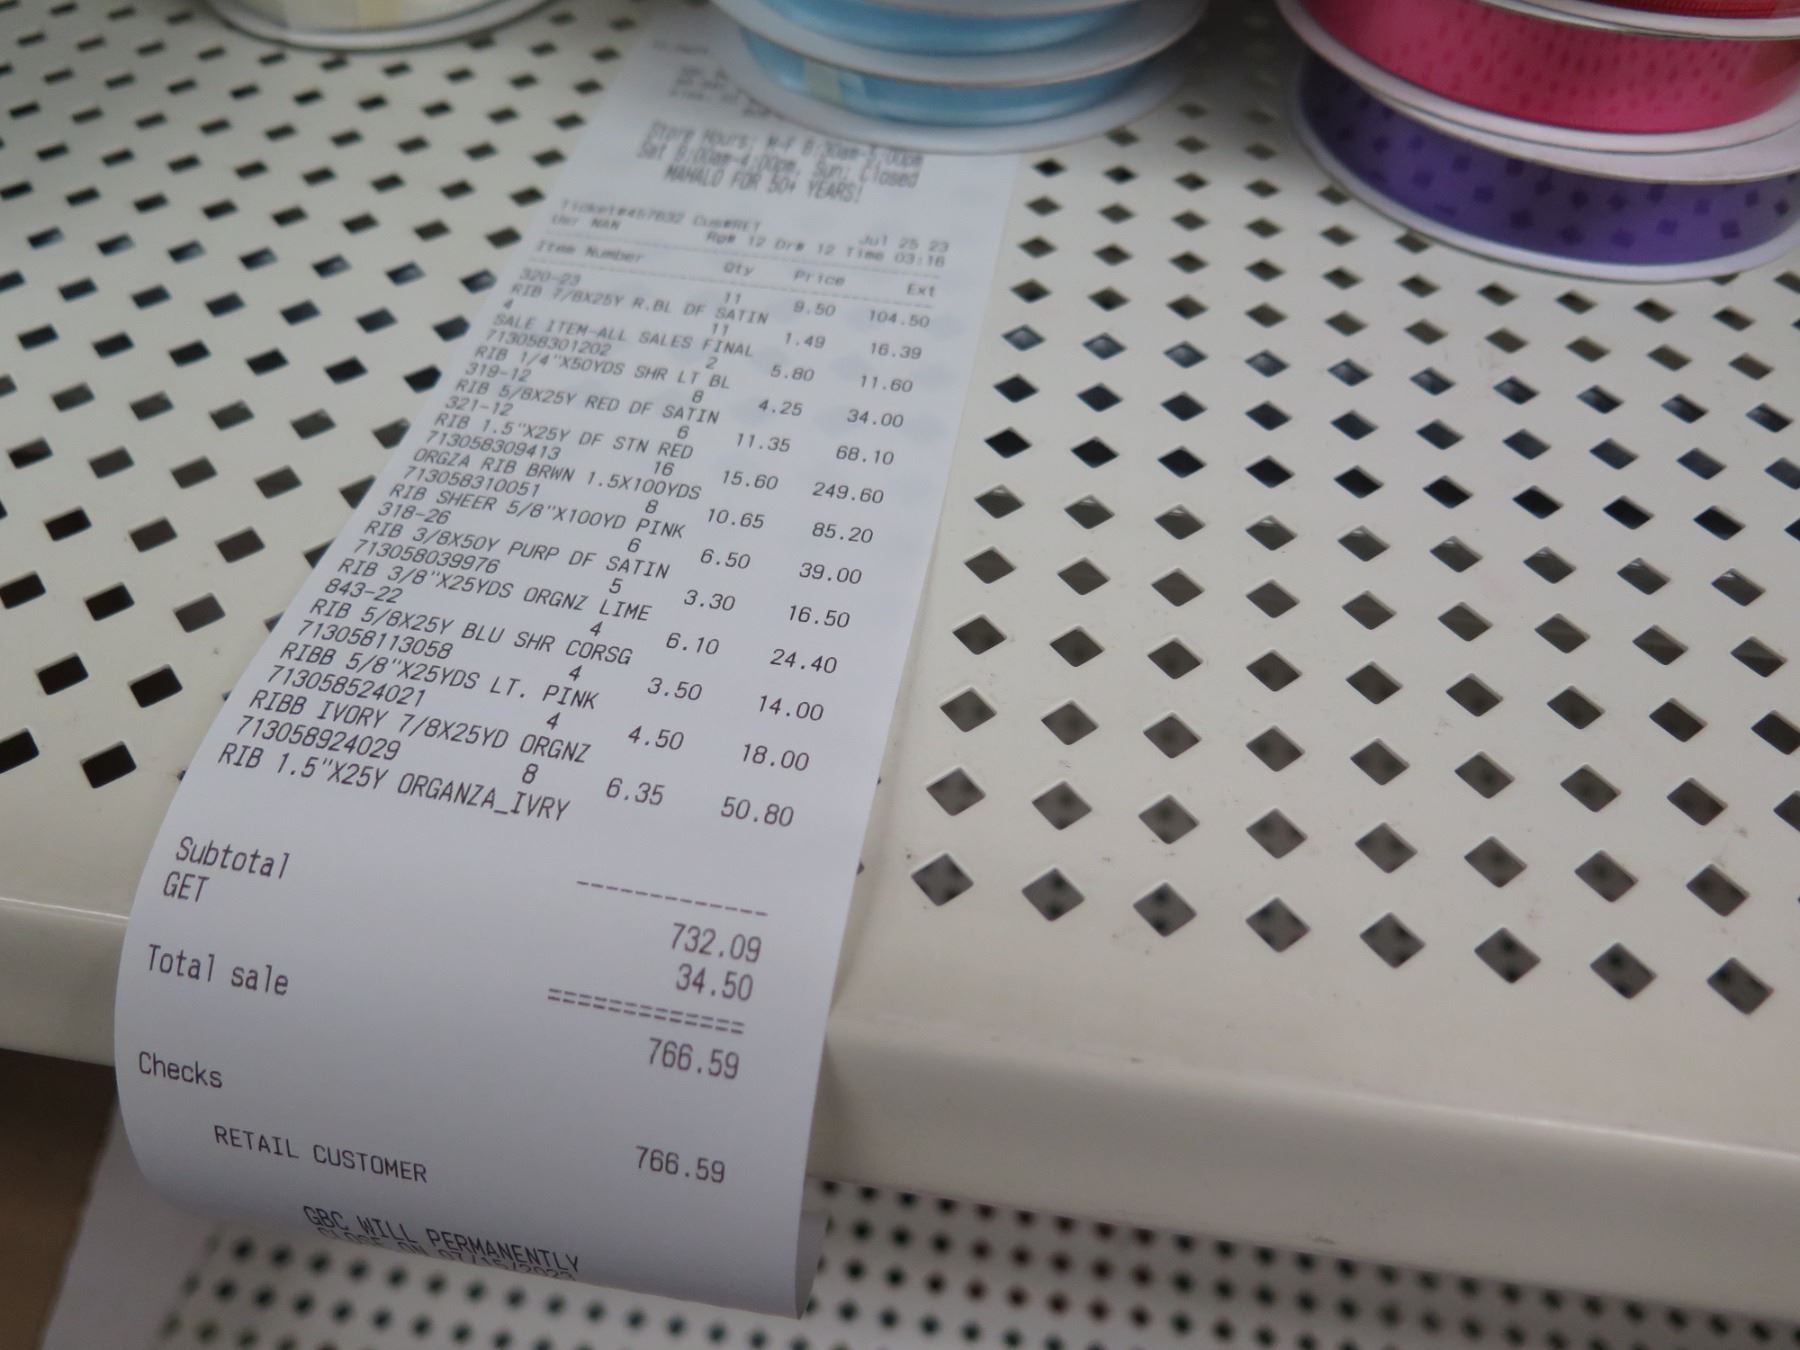 Store Hours: M-F 8:30am-5:00pm
Sat 8:00am-4:00pm, Sun: Closed
MAHALO FOR 50+ YEARS!
Ticket#457632 Cus#RET Jul 25 23
Usr NAN Rg# 12 Dr# 12 Time 03:16
Item Number Qty Price Ext
320-23 11 9.50 104.50
RIB 7/8X25Y R.BL DF SATIN
4 11 1.49 16.39
SALE ITEM-ALL SALES FINAL
713058301202 2 5.80 11.60
RIB 1/4"X50YDS SHR LT BL
319-12 8 4.25 34.00
RIB 5/8X25Y RED DF SATIN
321-12 6 11.35 68.10
RIB 1.5"X25Y DF STN RED
713058309413 16 15.60 249.60
ORGZA RIB BRWN 1.5X100YDS
713058310051 8 10.65 85.20
RIB SHEER 5/8"X100YD PINK
318-26 6 6.50 39.00
RIB 3/8X50Y PURP DF SATIN
713058039976 5 3.30 16.50
RIB 3/8"X25YDS ORGNZ LIME
843-22 4 6.10 24.40
RIB 5/8X25Y BLU SHR CORSG
713058113058 4 3.50 14.00
RIBB 5/8"X25YDS LT. PINK
713058524021 4 4.50 18.00
RIBB IVORY 7/8X25YD ORGNZ
713058924029 8 6.35 50.80
RIB 1.5"X25Y ORGANZA_IVRY
------------
Subtotal 732.09
GET 34.50
============
Total sale 766.59
Checks 766.59
RETAIL CUSTOMER
GBC WILL PERMANENTLY
CLOSE ON 07/15/2023